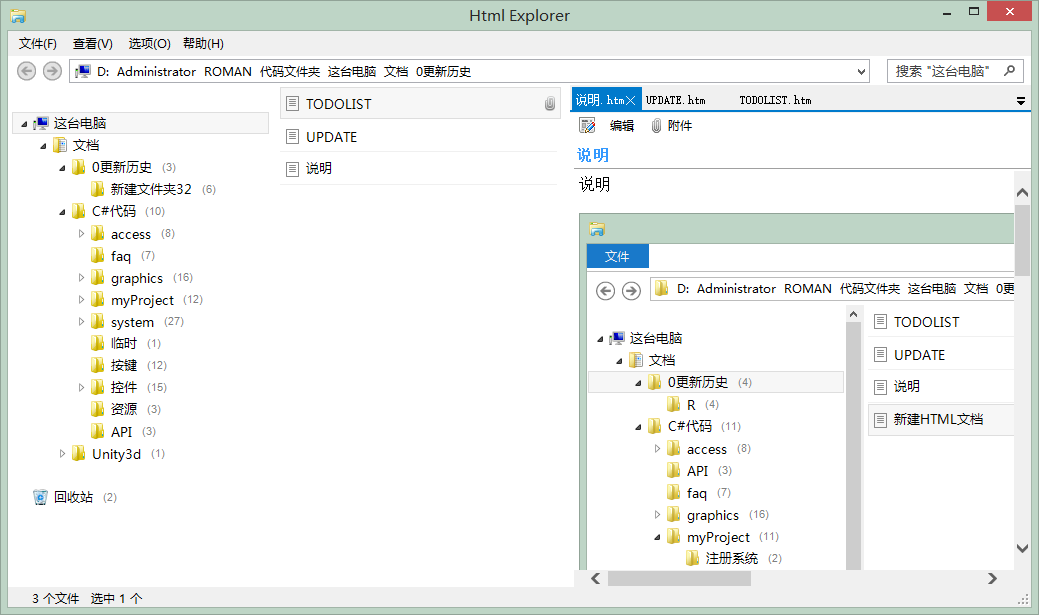 Html Explorer
文件(F) 查看(V) 选项(O) 帮助(H)
D: Administrator ROMAN 代码文件夹 这台电脑 文档 0更新历史
搜索 "这台电脑"
这台电脑
文档
0更新历史 (3)
新建文件夹32 (6)
C#代码 (10)
access (8)
faq (7)
graphics (16)
myProject (12)
system (27)
临时 (1)
按键 (12)
控件 (15)
资源 (3)
API (3)
Unity3d (1)
回收站 (2)
TODOLIST
UPDATE
说明
说明.htm UPDATE.htm TODOLIST.htm
编辑 附件
说明
说明
文件
D: Administrator ROMAN 代码文件夹 这台电脑 文档 0更
这台电脑
文档
0更新历史 (4)
R (4)
C#代码 (11)
access (8)
API (3)
faq (7)
graphics (16)
myProject (11)
注册系统 (2)
TODOLIST
UPDATE
说明
新建HTML文档
3 个文件 选中 1 个